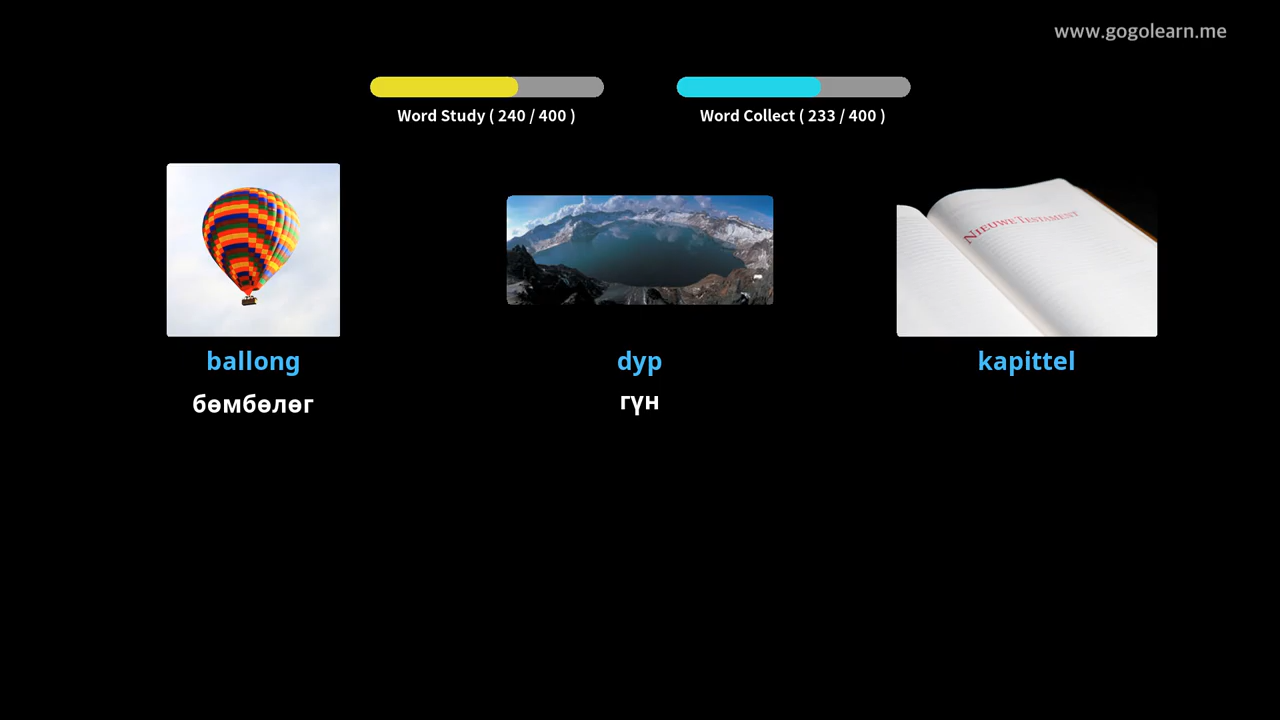 www.gogolearn.me
Word Study ( 240 / 400 )
Word Collect ( 233 / 400 )
NIEUWE TESTAMENT
ballong
dyp
kapittel
бөмбөлөг
гүн